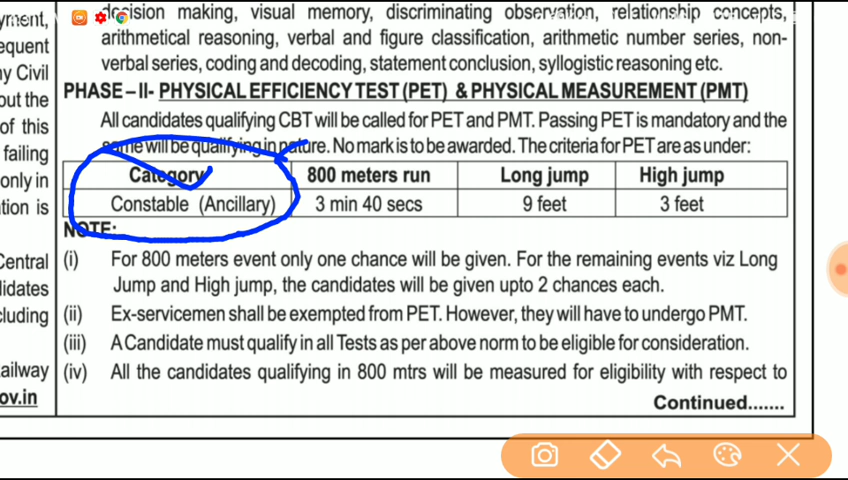 yment,
equent
y Civil
out the
of this
failing
only in
tion is
Central
lidates
cluding
ailway
ov.in
decision making, visual memory, discriminating observation, relationship concepts,
arithmetical reasoning, verbal and figure classification, arithmetic number series, non-
verbal series, coding and decoding, statement conclusion, syllogistic reasoning etc.
PHASE – II- PHYSICAL EFFICIENCY TEST (PET) & PHYSICAL MEASUREMENT (PMT)
All candidates qualifying CBT will be called for PET and PMT. Passing PET is mandatory and the
same will be qualifying in nature. No mark is to be awarded. The criteria for PET are as under:
Category 800 meters run Long jump High jump
Constable (Ancillary) 3 min 40 secs 9 feet 3 feet
NOTE:
(i) For 800 meters event only one chance will be given. For the remaining events viz Long
Jump and High jump, the candidates will be given upto 2 chances each.
(ii) Ex-servicemen shall be exempted from PET. However, they will have to undergo PMT.
(iii) A Candidate must qualify in all Tests as per above norm to be eligible for consideration.
(iv) All the candidates qualifying in 800 mtrs will be measured for eligibility with respect to
Continued.......